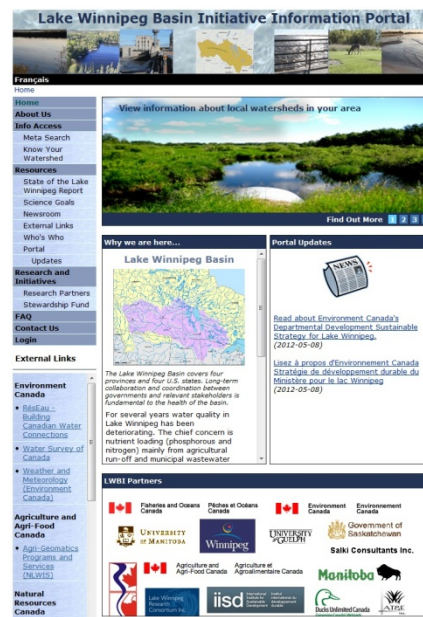 Lake Winnipeg Basin Initiative Information Portal
Français
Home
Home
About Us
Info Access
Meta Search
Know Your
Watershed
Resources
State of the Lake
Winnipeg Report
Science Goals
Newsroom
External Links
Who's Who
Portal
Updates
Research and
Initiatives
Research Partners
Stewardship Fund
FAQ
Contact Us
Login
External Links
Environment
Canada
RésEau -
Building
Canadian Water
Connections
Water Survey of
Canada
Weather and
Meteorology
(Environment
Canada)
Agriculture and
Agri-Food
Canada
Agri-Geomatics
Programs and
Services
(NLWIS)
Natural
Resources
Canada
View information about local watersheds in your area
Find Out More 1 2 3
Why we are here...
Lake Winnipeg Basin
The Lake Winnipeg Basin covers four
provinces and four U.S. states. Long-term
collaboration and coordination between
governments and relevant stakeholders is
fundamental to the health of the basin.
For several years water quality in
Lake Winnipeg has been
deteriorating. The chief concern is
nutrient loading (phosphorous and
nitrogen) mainly from agricultural
run-off and municipal wastewater
Portal Updates
NEWS
Read about Environment Canada's
Departmental Development Sustainable
Strategy for Lake Winnipeg.
(2012-05-08)
Lisez à propos d'Environnement Canada
Stratégie de développement durable du
Ministère pour le lac Winnipeg
(2012-05-08)
LWBI Partners
Fisheries and Oceans Canada
Pêches et Océans Canada
Environment Canada
Environnement Canada
UNIVERSITY OF MANITOBA
Winnipeg
UNIVERSITY of GUELPH
Government of Saskatchewan
Salki Consultants Inc.
Agriculture and Agri-Food Canada
Agriculture et Agroalimentaire Canada
Manitoba
Lake Winnipeg Research Consortium Inc.
iisd
International Institute for Sustainable Development
Institut international du développement durable
Ducks Unlimited Canada